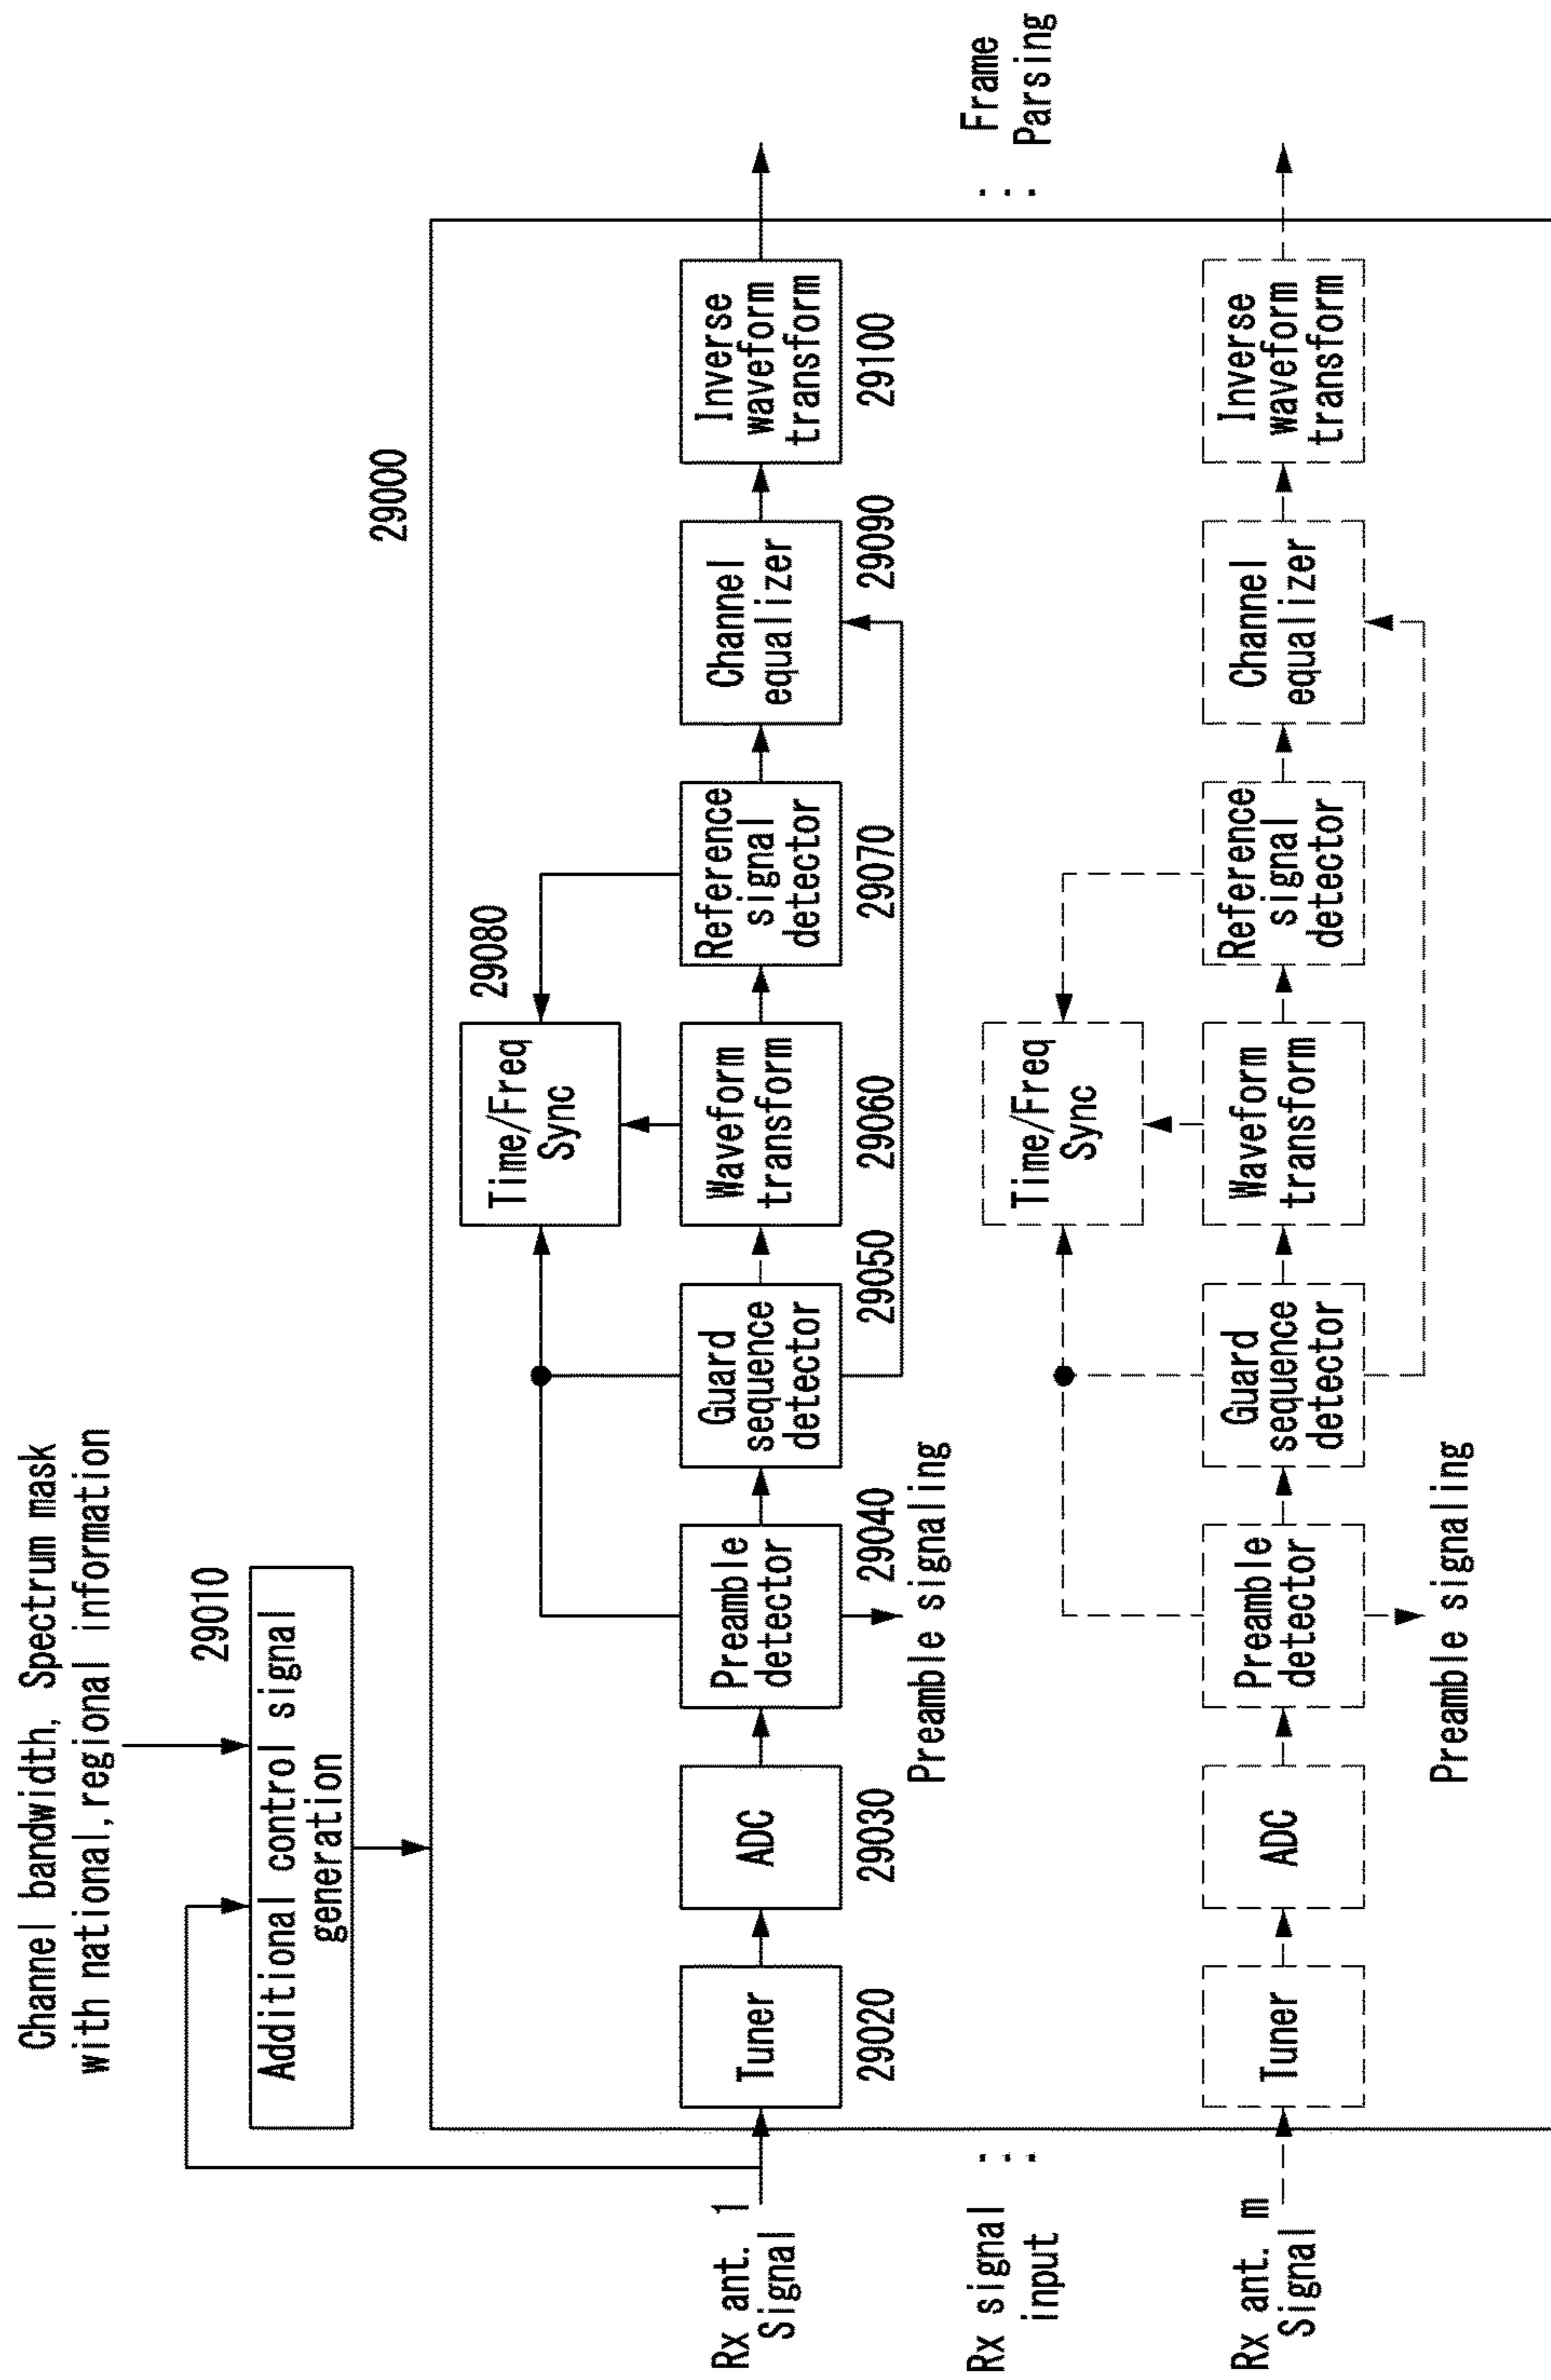 Channel bandwidth, Spectrum mask
with national,regional information
29010
Additional control signal
generation
29000
Rx ant. 1
Signal
Tuner
29020
ADC
29030
Preamble
detector
29040
Preamble signaling
Guard
sequence
detector
29050
Time/Freq
Sync
29080
Waveform
transform
29060
Reference
signal
detector
29070
Channel
equalizer
29090
Inverse
waveform
transform
29100
Rx signal
input
:
:
Frame
Parsing
Rx ant. m
Signal
Tuner
ADC
Preamble
detector
Preamble signaling
Guard
sequence
detector
Time/Freq
Sync
Waveform
transform
Reference
signal
detector
Channel
equalizer
Inverse
waveform
transform